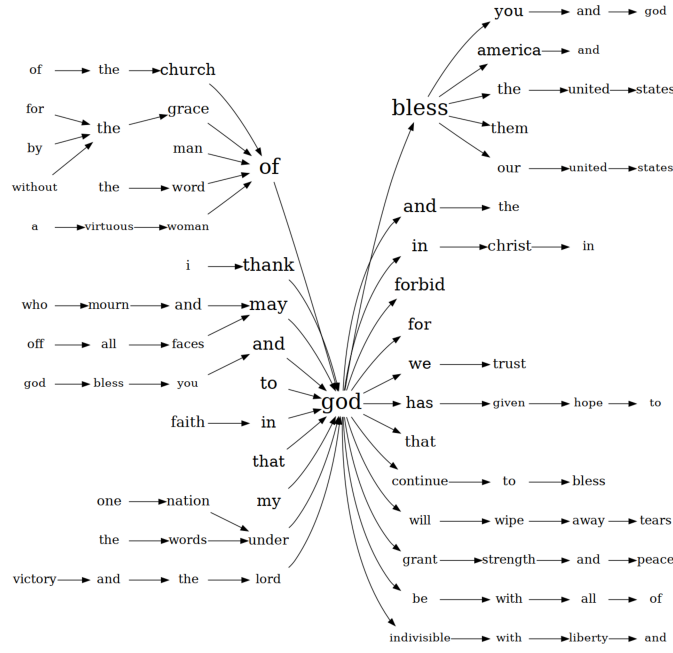 you and god
of the church
america and
for
grace
the united states
bless
the
by
man
them
of
without
the word
our united states
a virtuous woman
and the
in christ in
i thank
forbid
who mourn and may
for
off all faces
and
we trust
god bless you
to
god
has given hope to
faith in
that
that
continue to bless
my
one nation
will wipe away tears
the words under
grant strength and peace
victory and the lord
be with all of
indivisible with liberty and